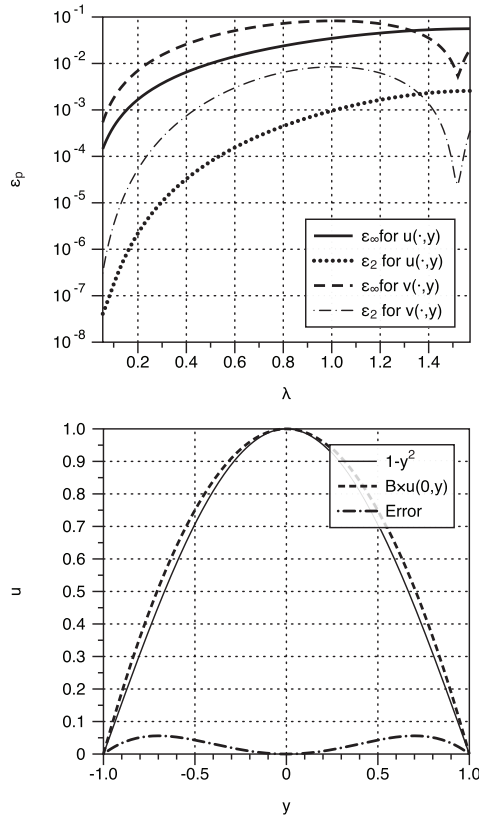 10⁻¹
10⁻²
10⁻³
10⁻⁴
10⁻⁵
10⁻⁶
10⁻⁷
10⁻⁸
εₚ
ε∞for u(·,y)
ε₂ for u(·,y)
ε∞for v(·,y)
ε₂ for v(·,y)
0.2 0.4 0.6 0.8 1.0 1.2 1.4
λ
1.0
0.9
0.8
0.7
0.6
0.5
0.4
0.3
0.2
0.1
0
u
1-y²
B×u(0,y)
Error
-1.0 -0.5 0 0.5 1.0
y